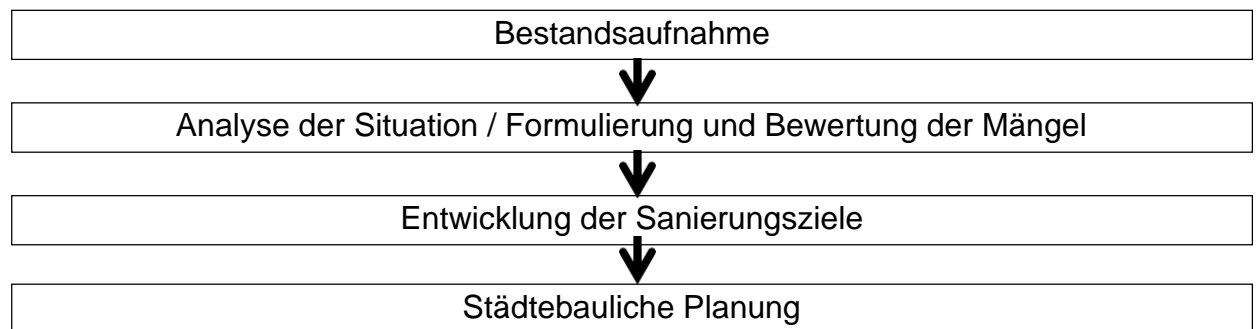 Bestandsaufnahme
Analyse der Situation / Formulierung und Bewertung der Mängel
Entwicklung der Sanierungsziele
Städtebauliche Planung